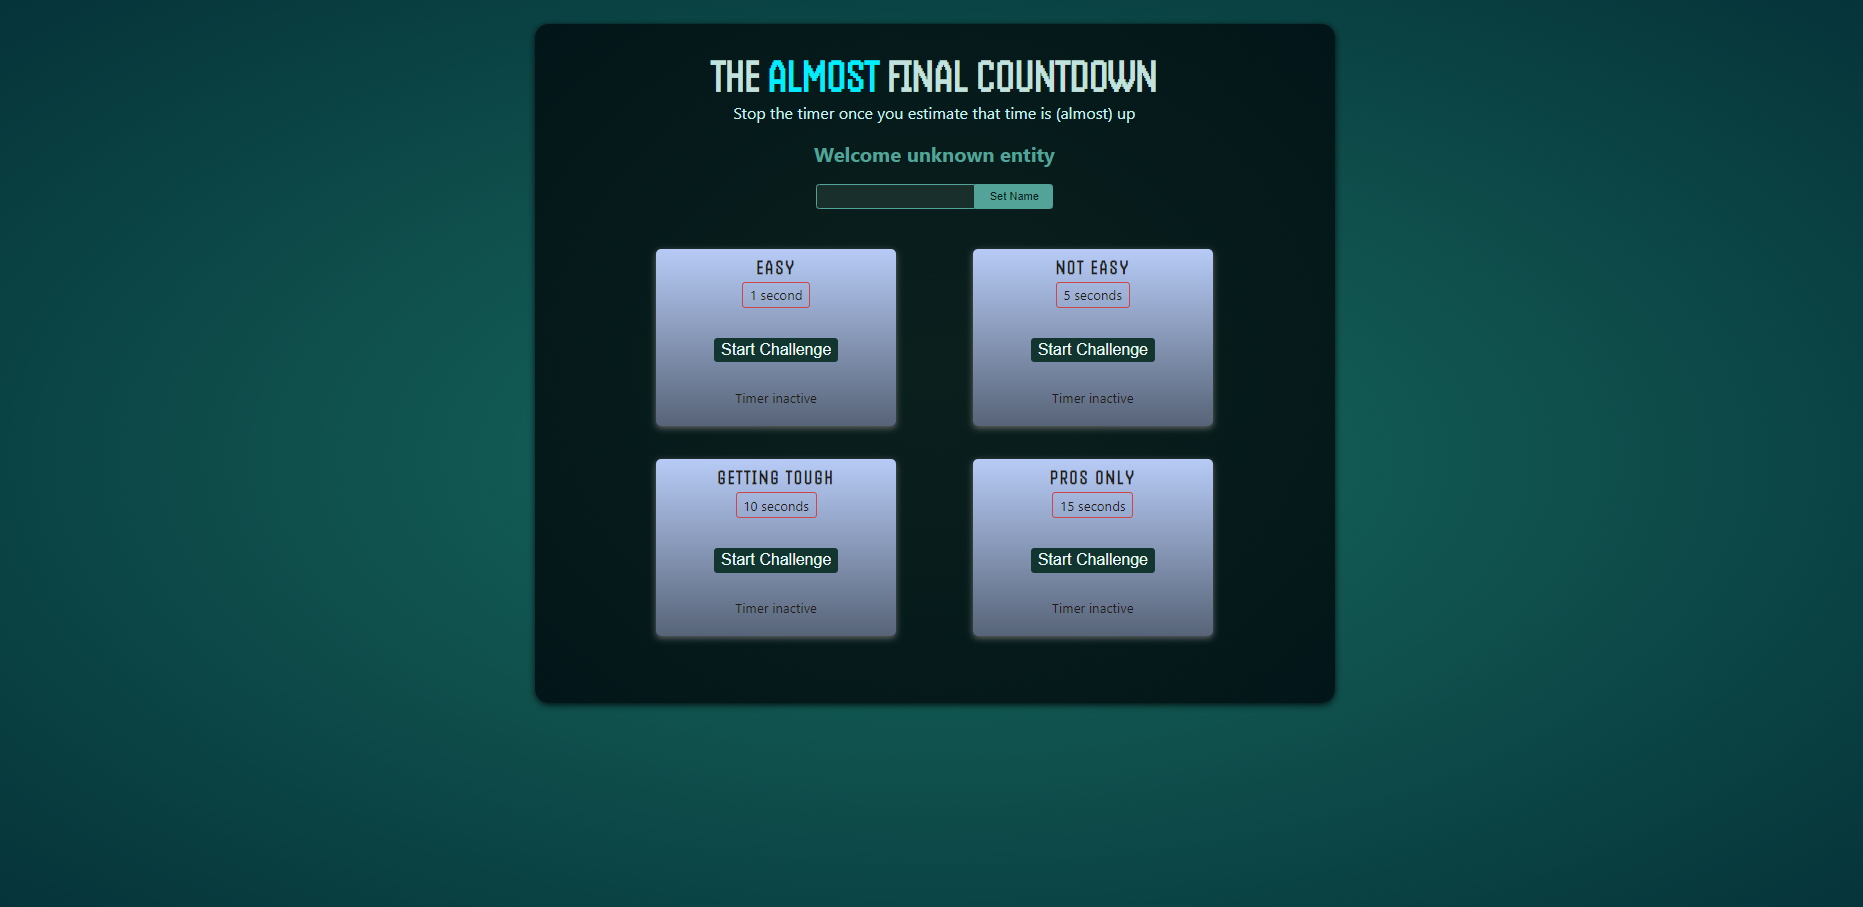 THE ALMOST FINAL COUNTDOWN
Stop the timer once you estimate that time is (almost) up
Welcome unknown entity
Set Name
EASY
1 second
Start Challenge
Timer inactive
NOT EASY
5 seconds
Start Challenge
Timer inactive
GETTING TOUGH
10 seconds
Start Challenge
Timer inactive
PROS ONLY
15 seconds
Start Challenge
Timer inactive